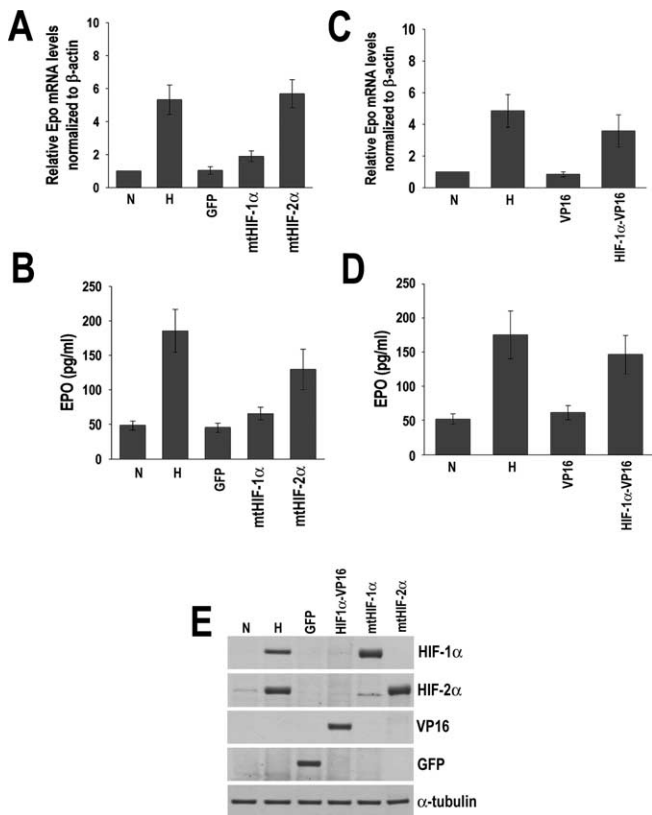 A
Relative Epo mRNA levels
normalized to β-actin
10
8
6
4
2
0
N
H
GFP
mtHIF-1α
mtHIF-2α
C
Relative Epo mRNA levels
normalized to β-actin
10
8
6
4
2
0
N
H
VP16
HIF-1α-VP16
B
EPO (pg/ml)
250
200
150
100
50
0
N
H
GFP
mtHIF-1α
mtHIF-2α
D
EPO (pg/ml)
250
200
150
100
50
0
N
H
VP16
HIF-1α-VP16
E
N
H
GFP
HIF1α-VP16
mtHIF-1α
mtHIF-2α
HIF-1α
HIF-2α
VP16
GFP
α-tubulin